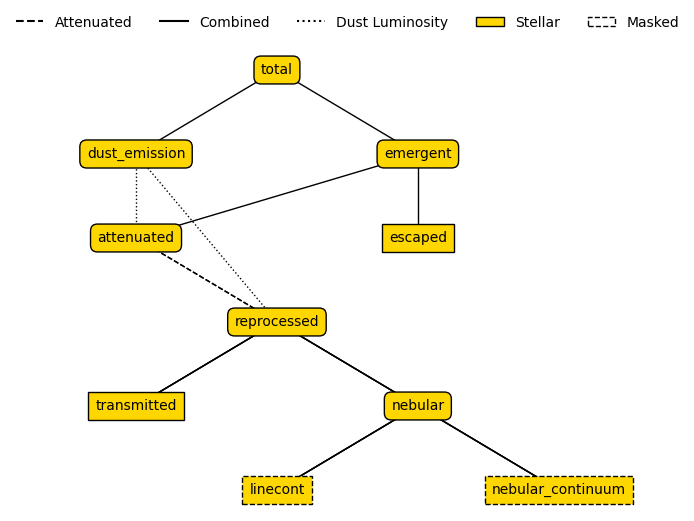 Attenuated Combined Dust Luminosity Stellar Masked
total
dust_emission emergent
attenuated escaped
reprocessed
transmitted nebular
linecont nebular_continuum